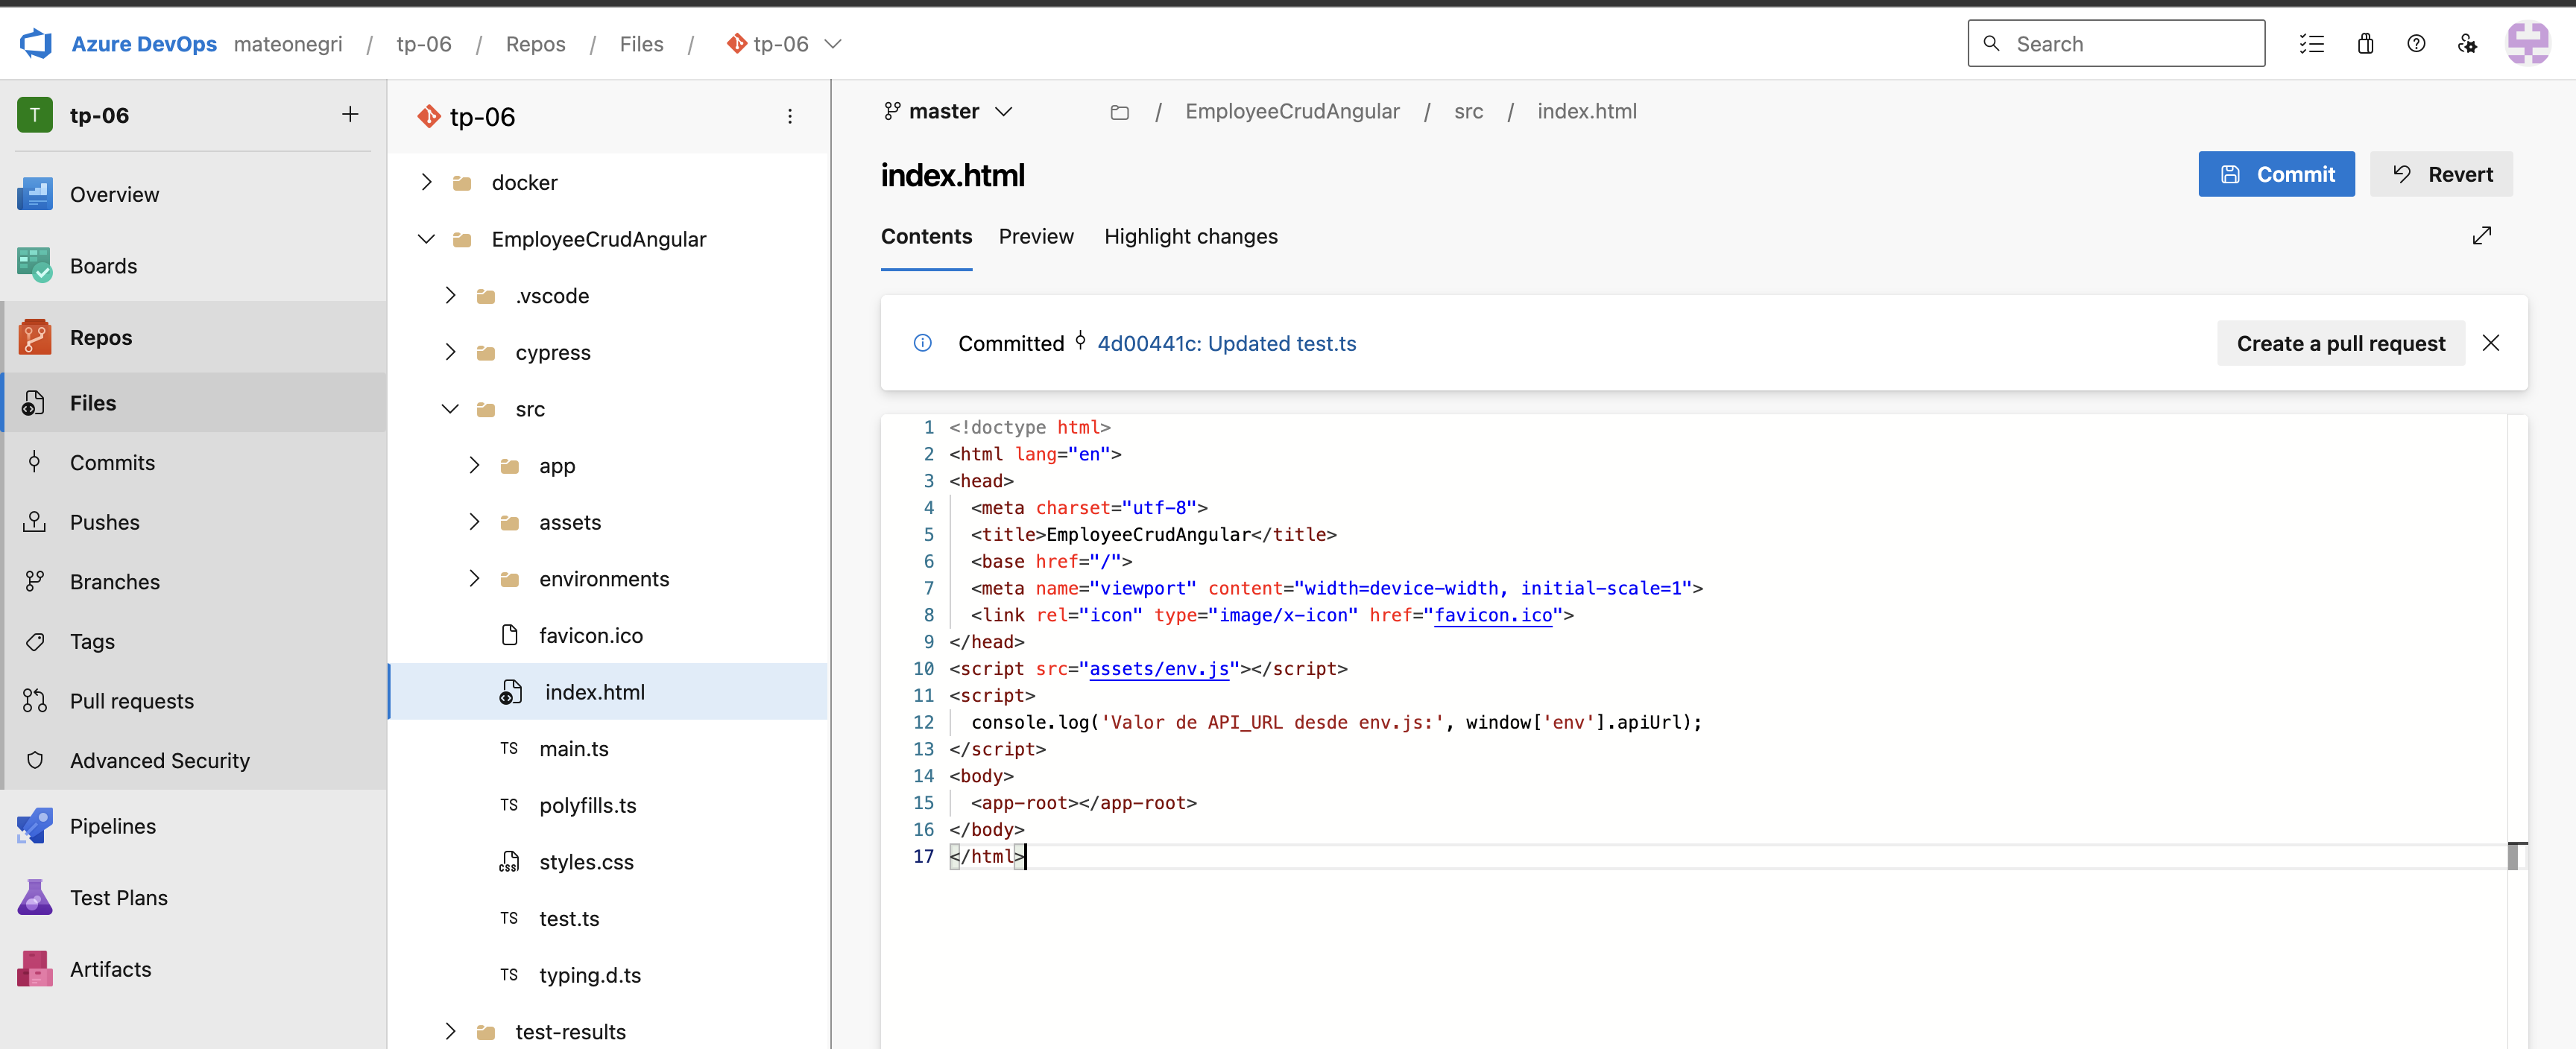 Azure DevOps mateonegri / tp-06 / Repos / Files / tp-06
Search
T tp-06
Overview
Boards
Repos
Files
Commits
Pushes
Branches
Tags
Pull requests
Advanced Security
Pipelines
Test Plans
Artifacts
tp-06
docker
EmployeeCrudAngular
.vscode
cypress
src
app
assets
environments
favicon.ico
index.html
TS main.ts
TS polyfills.ts
css styles.css
TS test.ts
TS typing.d.ts
test-results
master / EmployeeCrudAngular / src / index.html
index.html
Commit Revert
Contents Preview Highlight changes
Committed 4d00441c: Updated test.ts Create a pull request
1 <!doctype html>
2 <html lang="en">
3 <head>
4 <meta charset="utf-8">
5 <title>EmployeeCrudAngular</title>
6 <base href="/">
7 <meta name="viewport" content="width=device-width, initial-scale=1">
8 <link rel="icon" type="image/x-icon" href="favicon.ico">
9 </head>
10 <script src="assets/env.js"></script>
11 <script>
12 console.log('Valor de API_URL desde env.js:', window['env'].apiUrl);
13 </script>
14 <body>
15 <app-root></app-root>
16 </body>
17 </html>